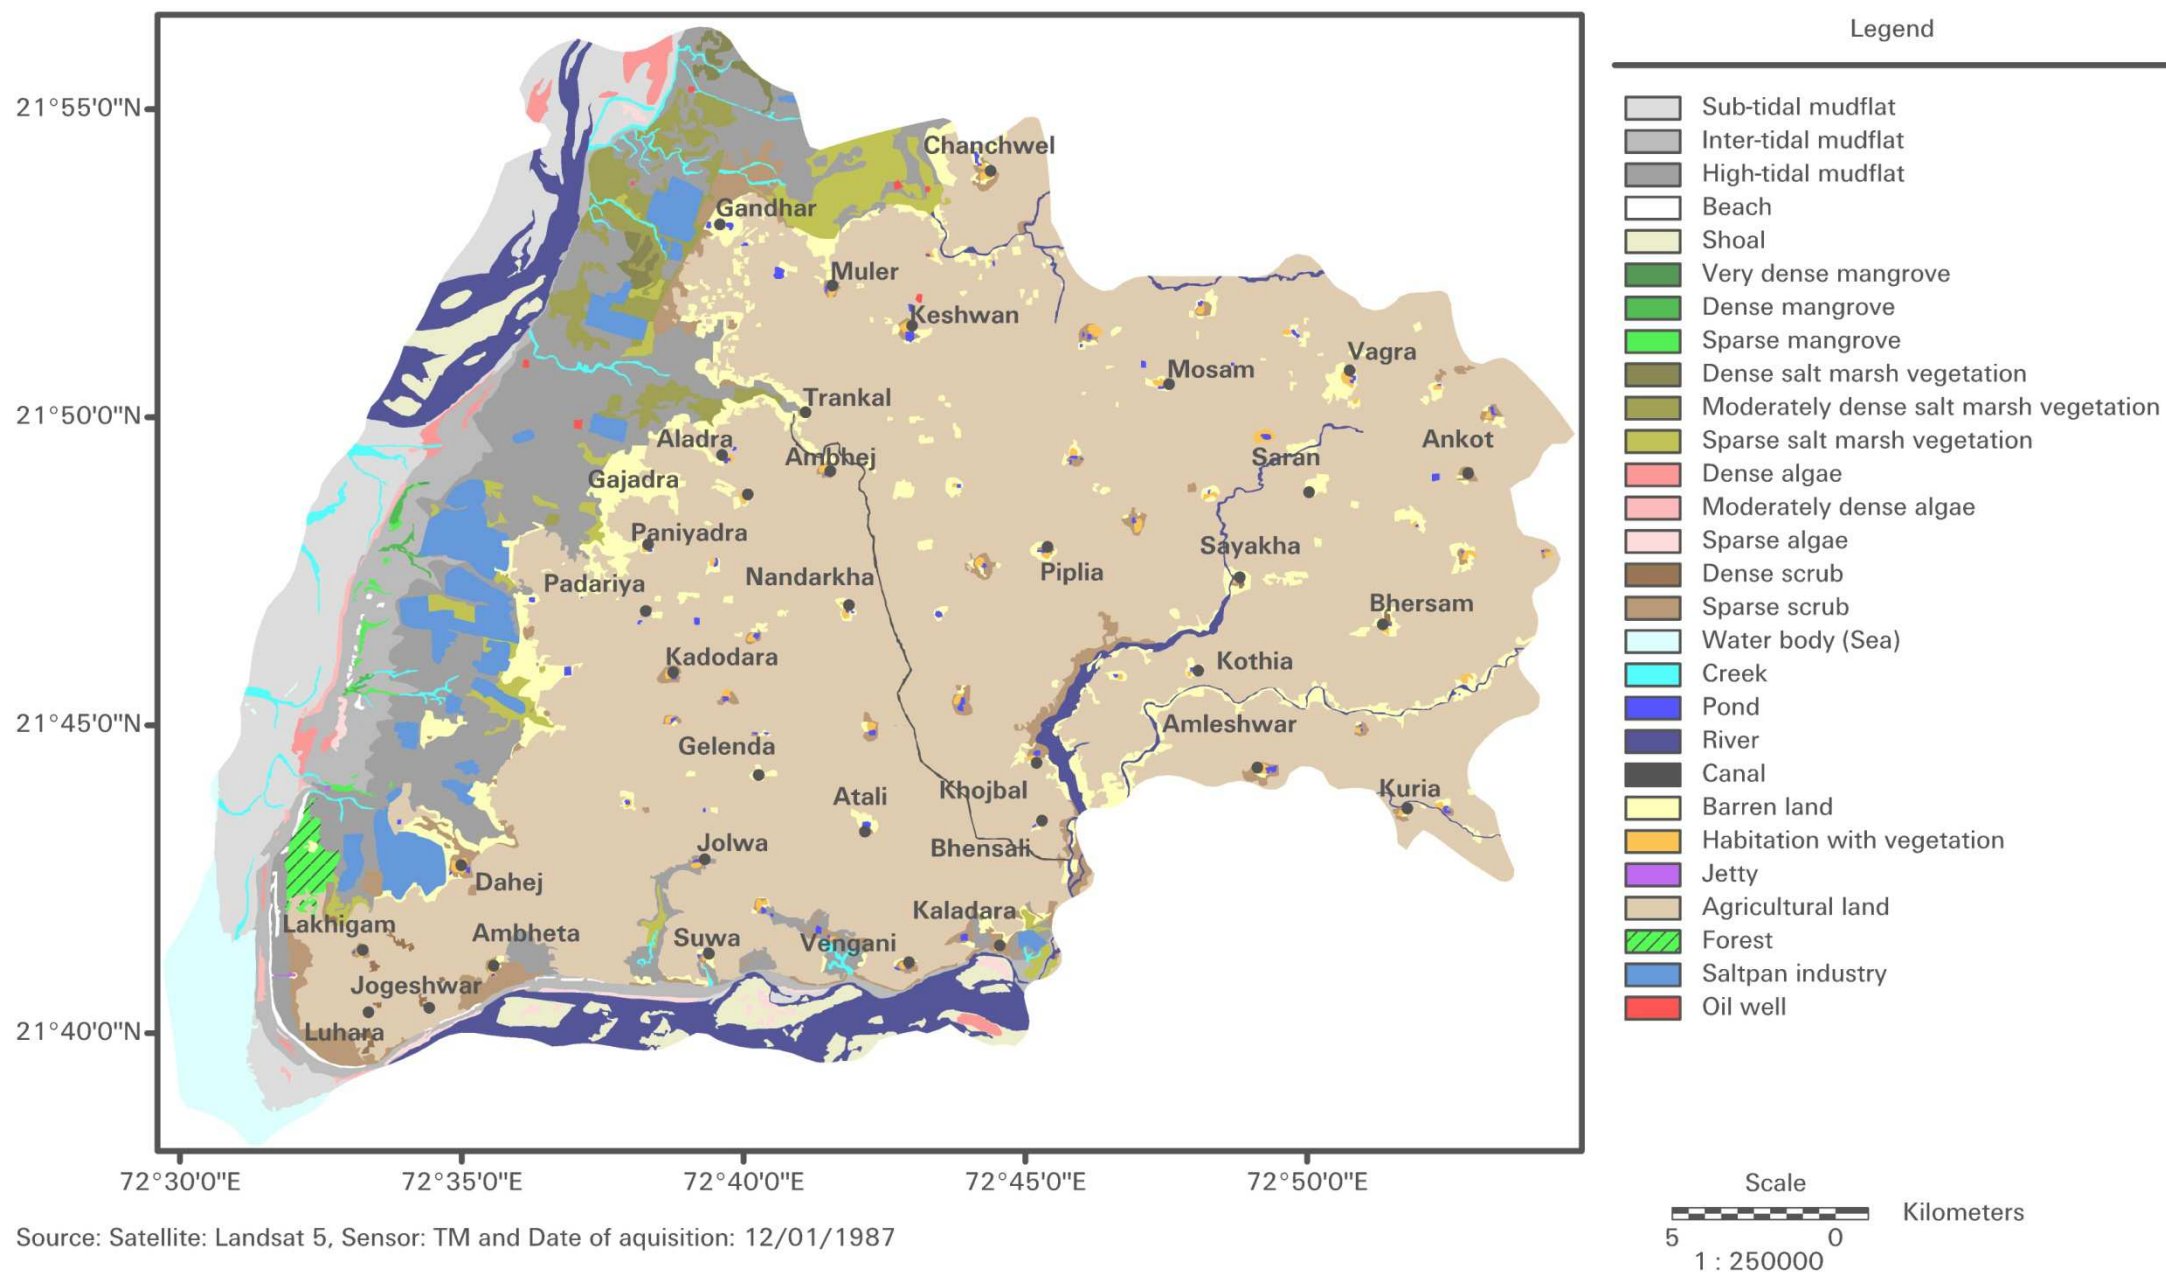 Legend
Sub-tidal mudflat
Inter-tidal mudflat
High-tidal mudflat
Beach
Shoal
Very dense mangrove
Dense mangrove
Sparse mangrove
Dense salt marsh vegetation
Moderately dense salt marsh vegetation
Sparse salt marsh vegetation
Dense algae
Moderately dense algae
Sparse algae
Dense scrub
Sparse scrub
Water body (Sea)
Creek
Pond
River
Canal
Barren land
Habitation with vegetation
Jetty
Agricultural land
Forest
Saltpan industry
Oil well
21°55'0"N
21°50'0"N
21°45'0"N
21°40'0"N
Chanchwel
Gandhar
Muler
Keshwan
Vagra
Mosam
Trankal
Aladra
Ankot
Ambhej
Saran
Gajadra
Paniyadra
Sayakha
Piplia
Nandarkha
Padariya
Bhersam
Kadodara
Kothia
Amleshwar
Gelenda
Khojbal
Kuria
Atali
Jolwa
Bhensali
Dahej
Kaladara
Lakhigam
Ambheta
Suwa
Vengani
Jogeshwar
Luhara
72°30'0"E
72°35'0"E
72°40'0"E
72°45'0"E
72°50'0"E
Scale
Kilometers
5 0
1 : 250000
Source: Satellite: Landsat 5, Sensor: TM and Date of aquisition: 12/01/1987